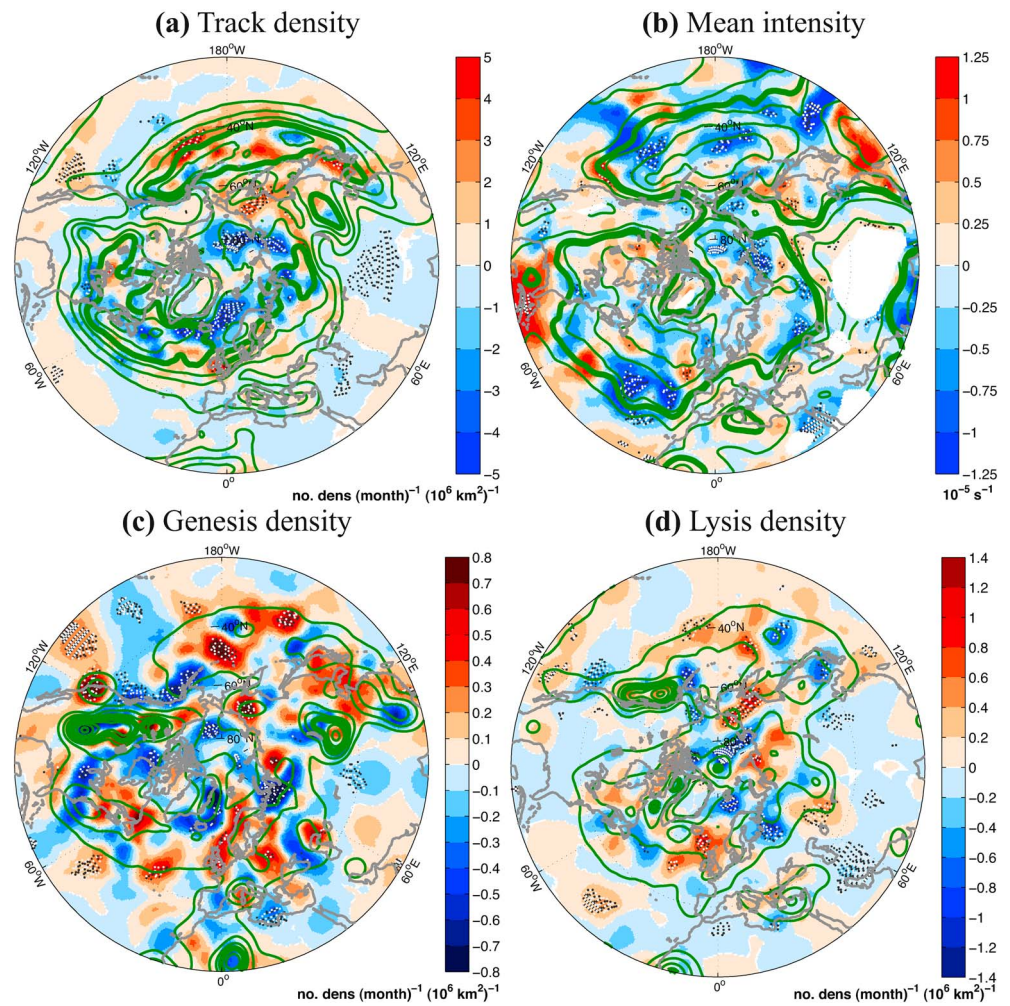 (a) Track density
(b) Mean intensity
180°W
120°W
120°E
60°W
60°E
0°
40°N
60°N
80°N
5
4
3
2
1
0
−1
−2
−3
−4
−5
no. dens (month)⁻¹ (10⁶ km²)⁻¹
180°W
120°W
120°E
60°W
60°E
0°
40°N
60°N
80°N
1.25
1
0.75
0.5
0.25
0
−0.25
−0.5
−0.75
−1
−1.25
10⁻⁵ s⁻¹
(c) Genesis density
(d) Lysis density
180°W
120°W
120°E
60°W
60°E
0°
40°N
60°N
80°N
0.8
0.7
0.6
0.5
0.4
0.3
0.2
0.1
0
−0.1
−0.2
−0.3
−0.4
−0.5
−0.6
−0.7
−0.8
no. dens (month)⁻¹ (10⁶ km²)⁻¹
180°W
120°W
120°E
60°W
60°E
0°
40°N
60°N
80
1.4
1.2
1
0.8
0.6
0.4
0.2
0
−0.2
−0.4
−0.6
−0.8
−1
−1.2
−1.4
no. dens (month)⁻¹ (10⁶ km²)⁻¹